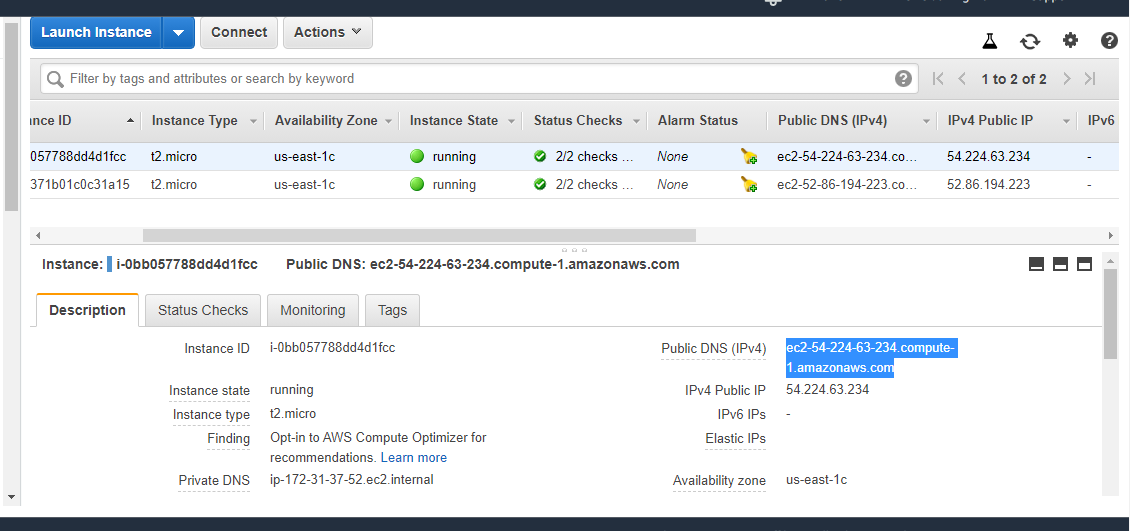 Launch Instance Connect Actions
Filter by tags and attributes or search by keyword 1 to 2 of 2
nce ID Instance Type Availability Zone Instance State Status Checks Alarm Status Public DNS (IPv4) IPv4 Public IP IPv6
057788dd4d1fcc t2.micro us-east-1c running 2/2 checks ... None ec2-54-224-63-234.co... 54.224.63.234 -
371b01c0c31a15 t2.micro us-east-1c running 2/2 checks ... None ec2-52-86-194-223.co... 52.86.194.223 -
Instance: i-0bb057788dd4d1fcc Public DNS: ec2-54-224-63-234.compute-1.amazonaws.com
Description Status Checks Monitoring Tags
Instance ID i-0bb057788dd4d1fcc Public DNS (IPv4) ec2-54-224-63-234.compute-
1.amazonaws.com
Instance state running IPv4 Public IP 54.224.63.234
Instance type t2.micro IPv6 IPs -
Finding Opt-in to AWS Compute Optimizer for Elastic IPs
recommendations. Learn more
Private DNS ip-172-31-37-52.ec2.internal Availability zone us-east-1c